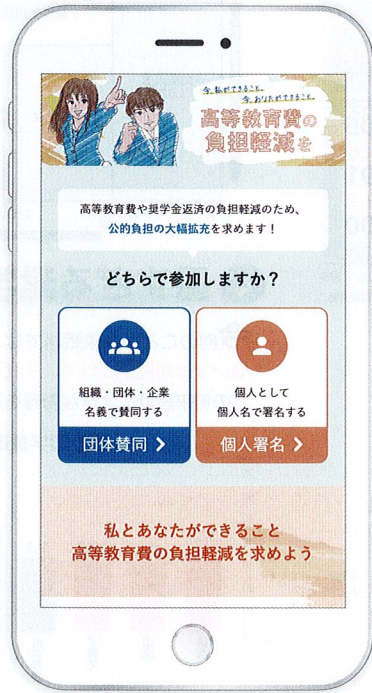 今、私ができること。
今、あなたができること。
高等教育費の
負担軽減を
高等教育費や奨学金返済の負担軽減のため、
公的負担の大幅拡充を求めます！
どちらで参加しますか？
組織・団体・企業
名義で賛同する
団体賛同
個人として
個人名で署名する
個人署名
私とあなたができること
高等教育費の負担軽減を求めよう